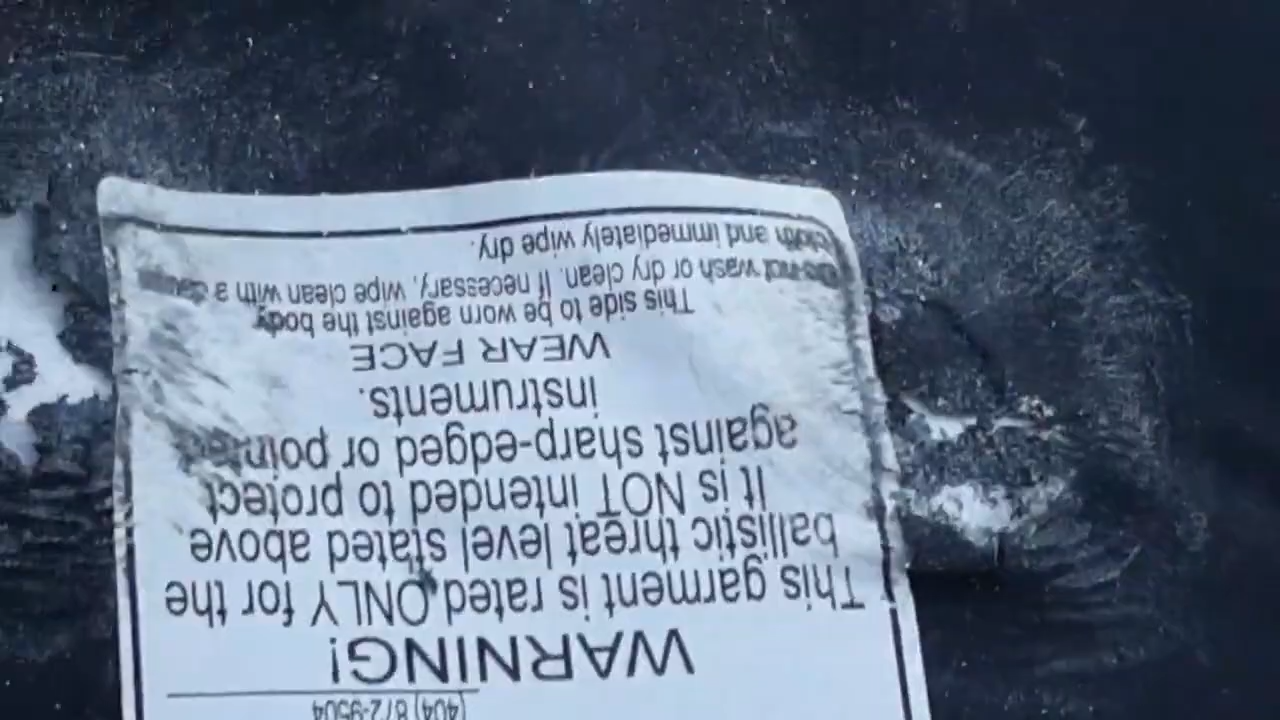 (404) 872-9504
WARNING!
This garment is rated ONLY for the
ballistic threat level stated above.
It is NOT intended to protect
against sharp-edged or pointed
instruments.
WEAR FACE
This side to be worn against the body
Do not wash or dry clean. If necessary, wipe clean with a
cloth and immediately wipe dry.